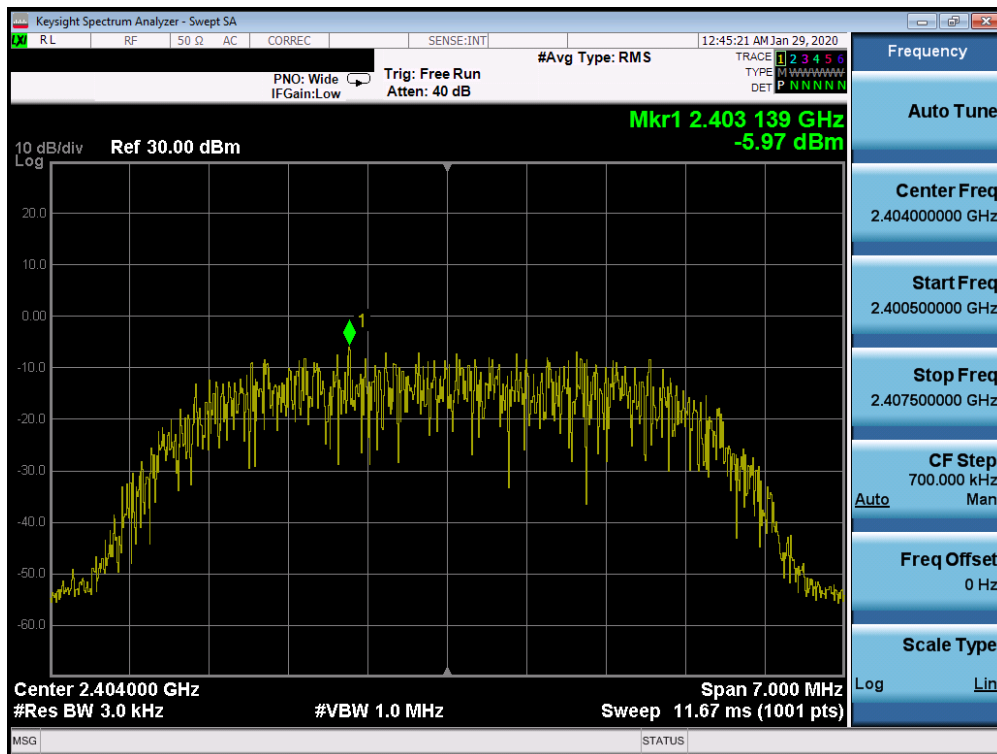 Keysight Spectrum Analyzer - Swept SA
LXI RL RF 50 Ω AC CORREC SENSE:INT 12:45:21 AM Jan 29, 2020
Frequency
#Avg Type: RMS
TRACE 1 2 3 4 5 6
TYPE M WWWWW
DET P N N N N N
PNO: Wide
IFGain:Low
Trig: Free Run
Atten: 40 dB
Mkr1 2.403 139 GHz
-5.97 dBm
10 dB/div
Log
Ref 30.00 dBm
20.0
10.0
0.00
-10.0
-20.0
-30.0
-40.0
-50.0
-60.0
1
Center 2.404000 GHz
Span 7.000 MHz
#Res BW 3.0 kHz
#VBW 1.0 MHz
Sweep 11.67 ms (1001 pts)
MSG
STATUS
Auto Tune
Center Freq
2.404000000 GHz
Start Freq
2.400500000 GHz
Stop Freq
2.407500000 GHz
CF Step
700.000 kHz
Auto Man
Freq Offset
0 Hz
Scale Type
Log Lin